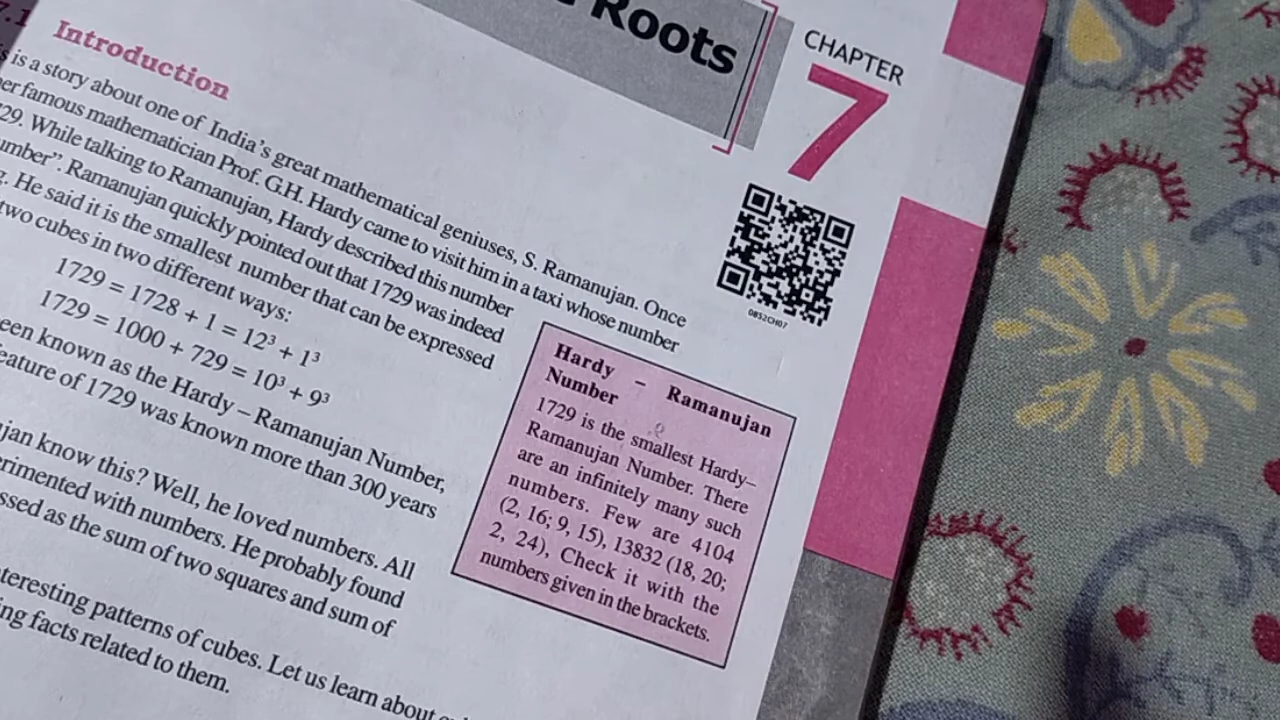 Roots
CHAPTER
7
0852CH07
Introduction
is a story about one of India's great mathematical geniuses, S. Ramanujan. Once
famous mathematician Prof. G.H. Hardy came to visit him in a taxi whose number
29. While talking to Ramanujan, Hardy described this number
umber". Ramanujan quickly pointed out that 1729 was indeed
g. He said it is the smallest number that can be expressed
two cubes in two different ways:
1729 = 1728 + 1 = 12³ + 1³
1729 = 1000 + 729 = 10³ + 9³
een known as the Hardy – Ramanujan Number,
eature of 1729 was known more than 300 years
jan know this? Well, he loved numbers. All
erimented with numbers. He probably found
ssed as the sum of two squares and sum of
nteresting patterns of cubes. Let us learn about
ing facts related to them.
Hardy – Ramanujan
Number
1729 is the smallest Hardy–
Ramanujan Number. There
are an infinitely many such
numbers. Few are 4104
(2, 16; 9, 15), 13832 (18, 20;
2, 24), Check it with the
numbers given in the brackets.